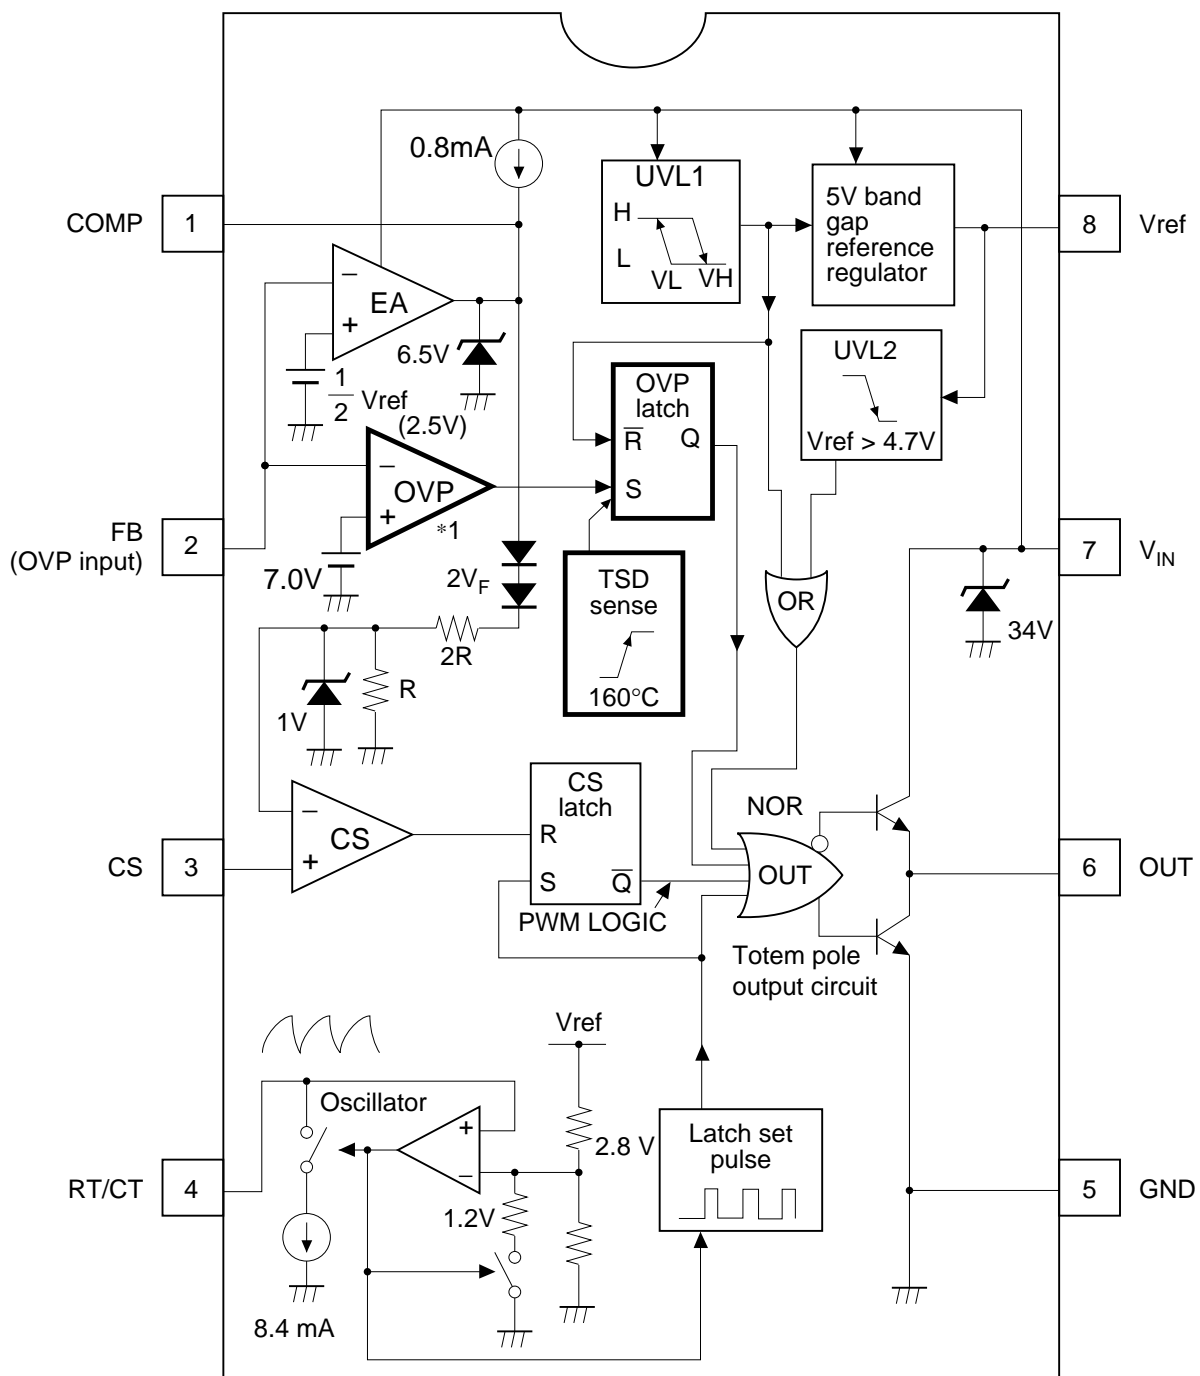 0.8mA
UVL1
H
L
VL
VH
5V band
gap
reference
regulator
COMP
1
8
Vref
−
EA
+
6.5V
1
2
Vref
(2.5V)
OVP
latch
R
Q
S
UVL2
Vref > 4.7V
−
OVP
+
*1
FB
(OVP input)
2
7.0V
2VF
TSD
sense
160°C
OR
7
VIN
34V
2R
1V
R
CS
latch
R
S
Q
NOR
−
CS
+
CS
3
OUT
6
OUT
PWM LOGIC
Totem pole
output circuit
Vref
Oscillator
+
−
2.8 V
Latch set
pulse
RT/CT
4
1.2V
5
GND
8.4 mA